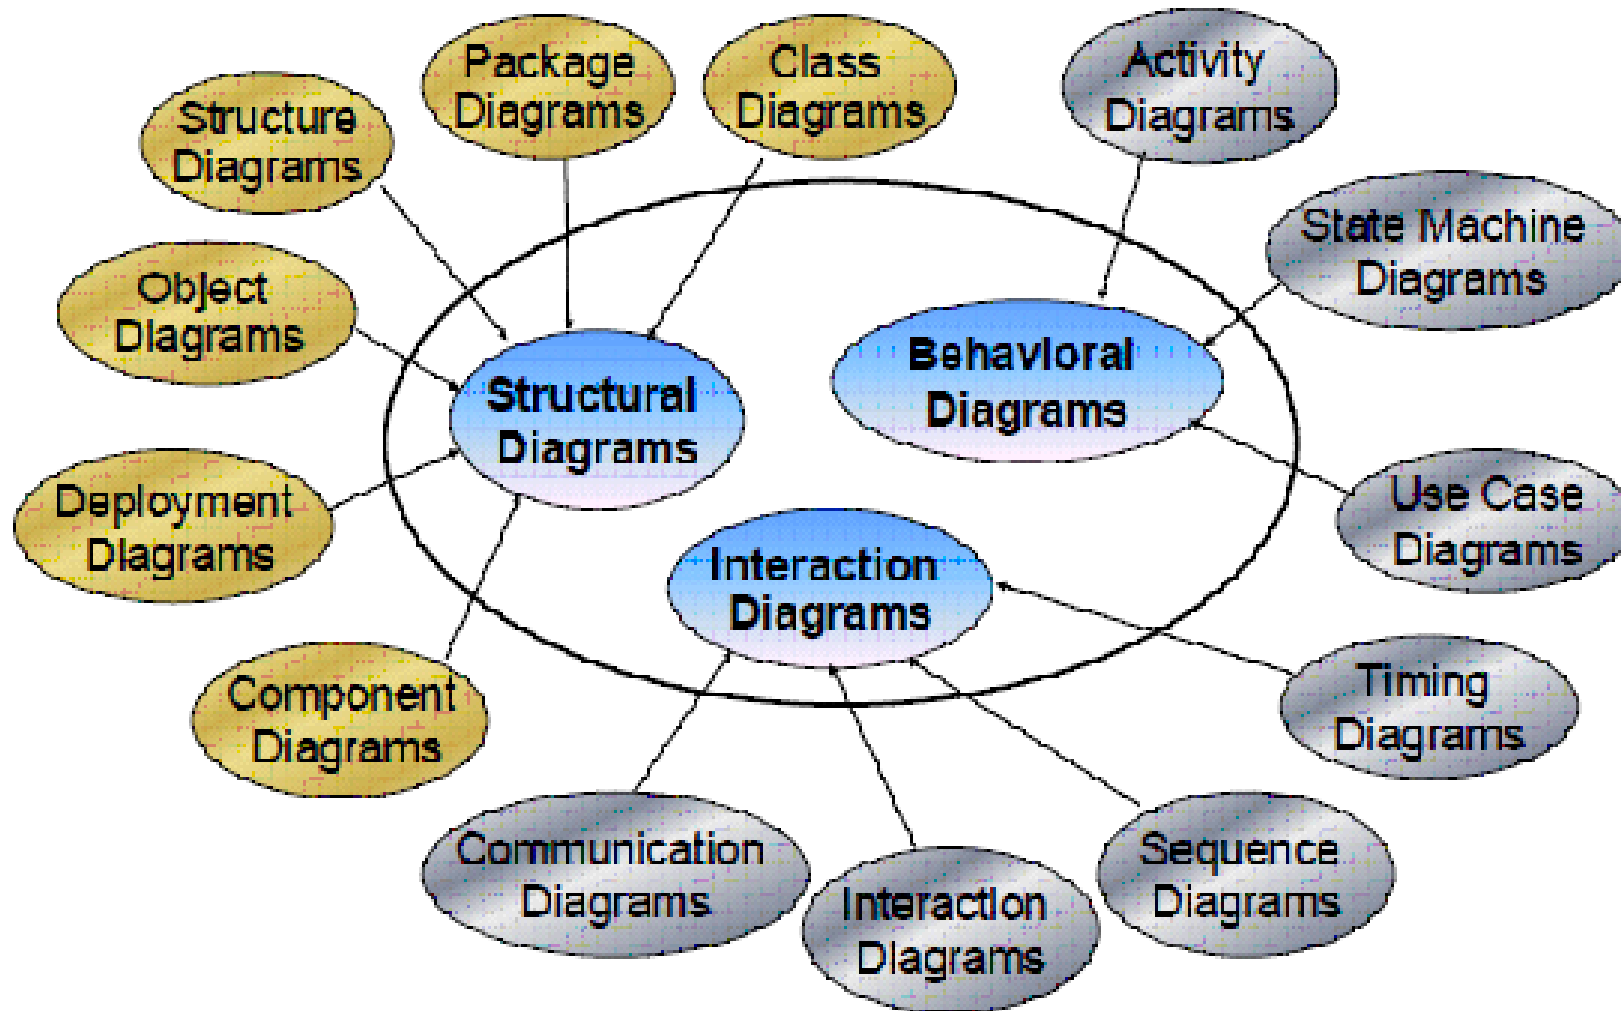 Package
Diagrams
Class
Diagrams
Activity
Diagrams
Structure
Diagrams
State Machine
Diagrams
Object
Diagrams
Behavioral
Diagrams
Structural
Diagrams
Deployment
Diagrams
Use Case
Diagrams
Interaction
Diagrams
Component
Diagrams
Timing
Diagrams
Communication
Diagrams
Interaction
Diagrams
Sequence
Diagrams